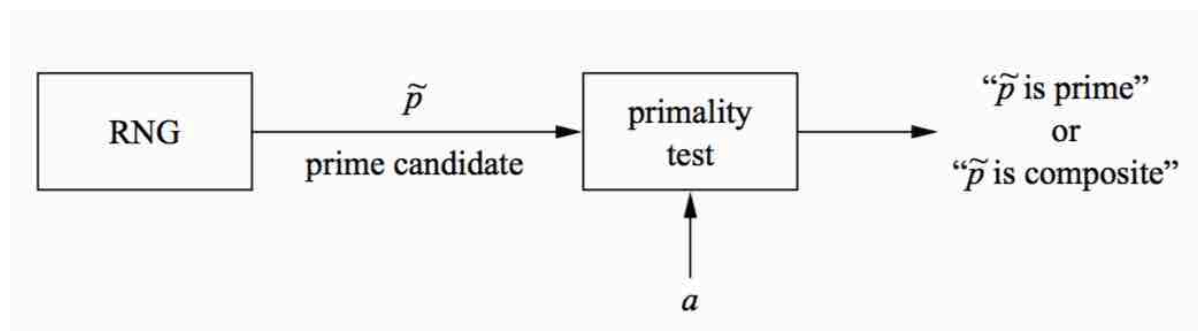 RNG
p̃
prime candidate
primality
test
a
“p̃ is prime”
or
“p̃ is composite”